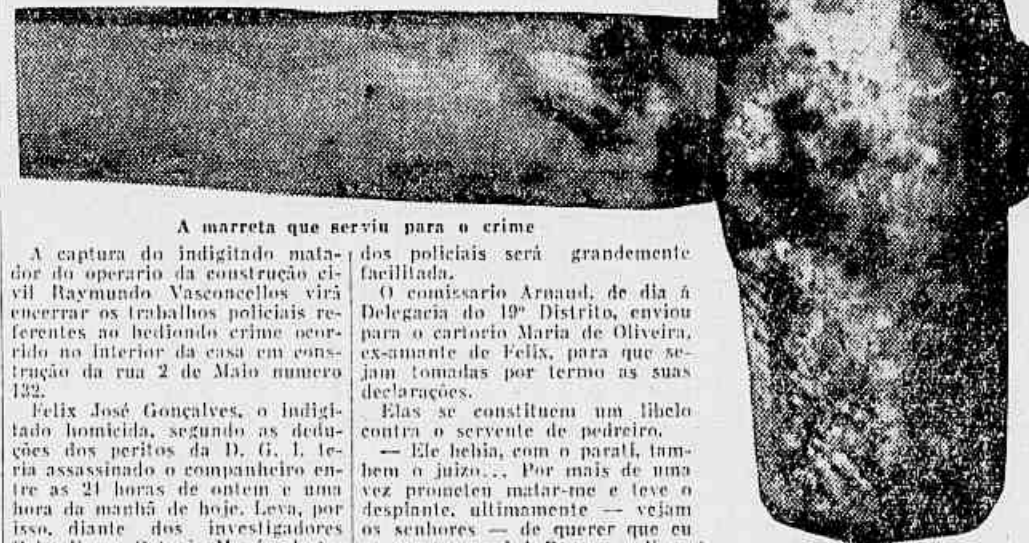 A marreta que serviu para o crime
A captura do indigitado mata-
dor do operario da construção ci-
vil Raymundo Vasconcellos virá
encerrar os trabalhos policiais re-
ferentes ao hediondo crime ocor-
rido no interior da casa em cons-
trução da rua 2 de Maio numero
132.
Felix José Gonçalves, o indigi-
tado homicida, segundo as dedu-
ções dos peritos da D. G. I. te-
ria assassinado o companheiro en-
tre as 21 horas de ontem e uma
hora da manhã de hoje. Leva, por
isso, diante dos investigadores
dos policiais será grandemente
facilitada.
O comissario Arnaud, de dia á
Delegacia do 19º Distrito, enviou
para o cartorio Maria de Oliveira,
ex-amante de Felix, para que se-
jam tomadas por termo as suas
declarações.
Elas se constituem um libelo
contra o servente de pedreiro.
— Ele bebia, com o parati, tam-
bem o juizo... Por mais de uma
vez prometeu matar-me e teve o
desplante, ultimamente — vejam
os senhores — de querer que eu